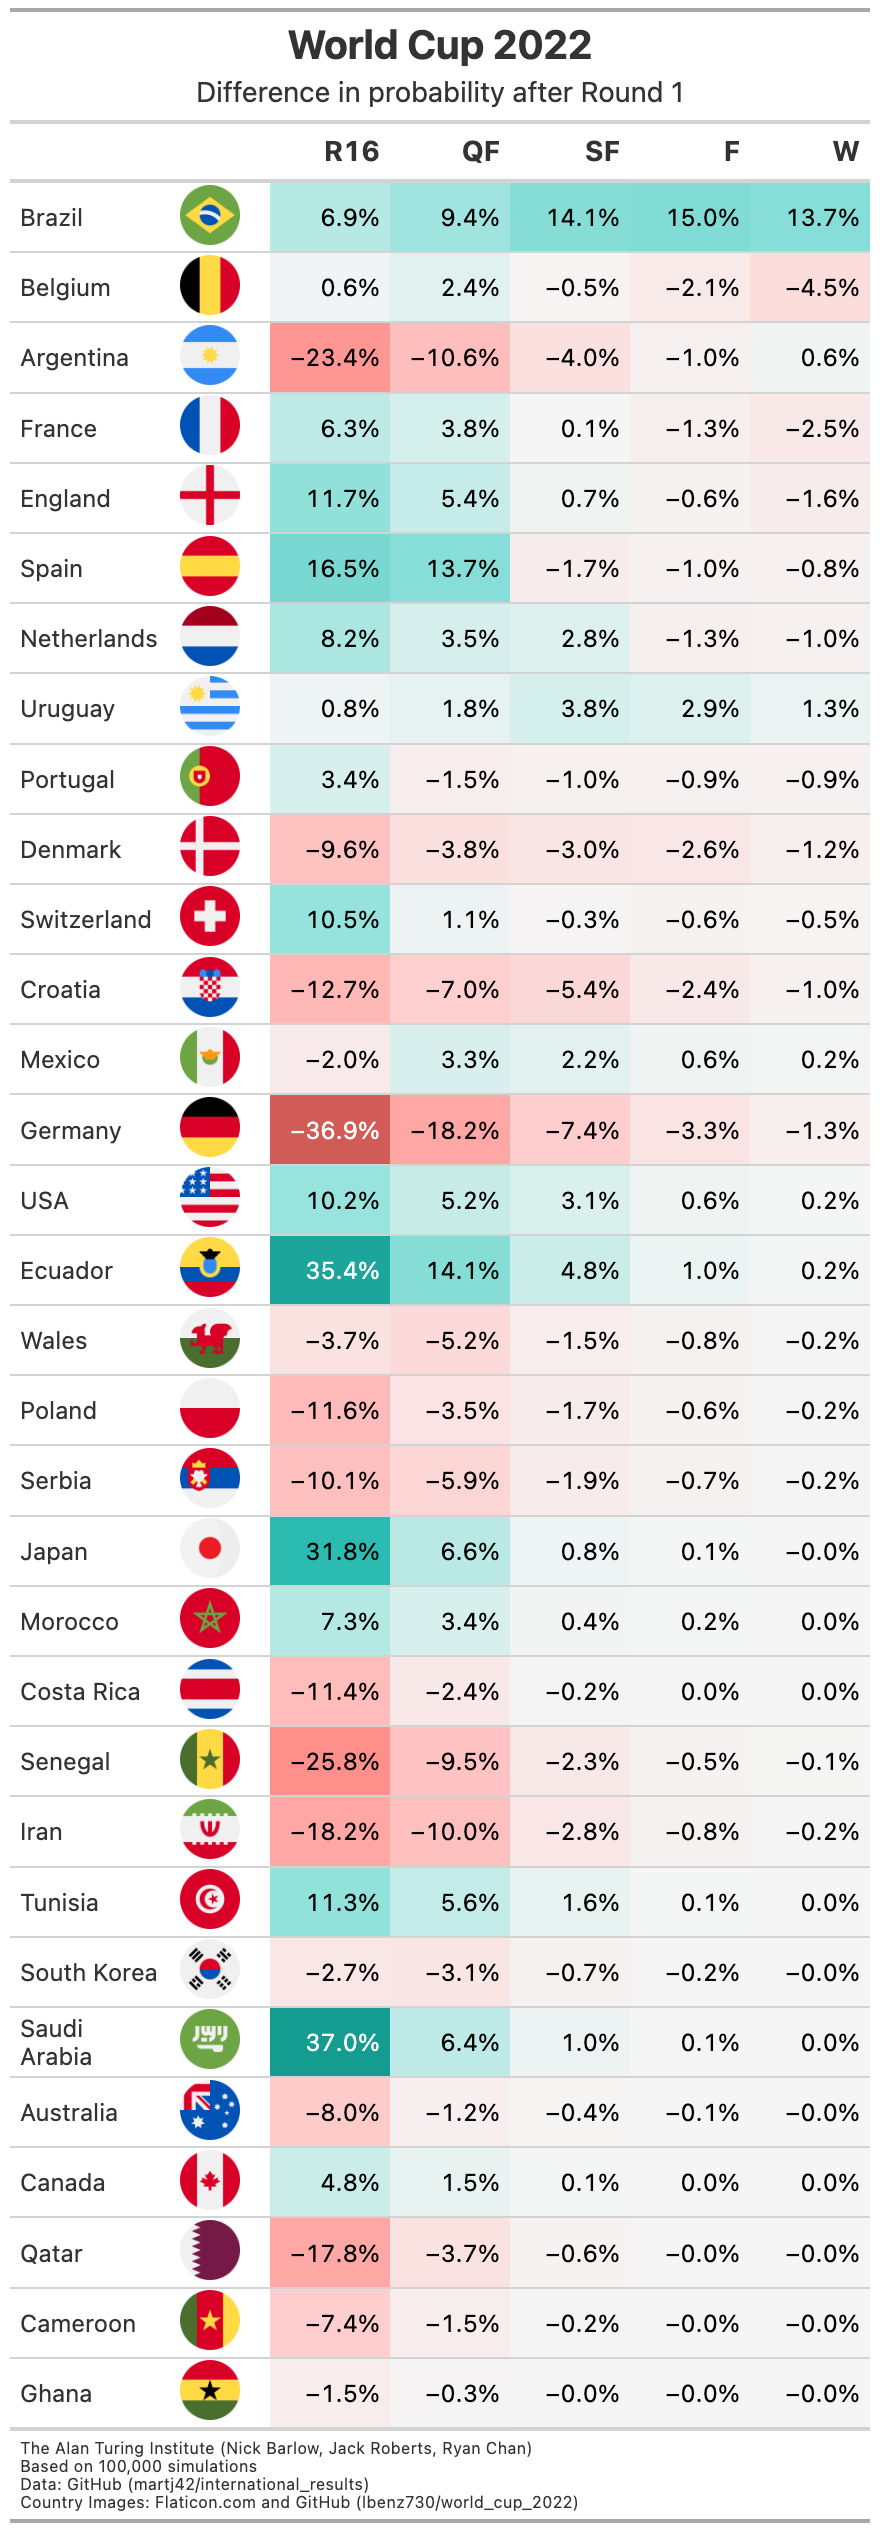 World Cup 2022
Difference in probability after Round 1
R16 QF SF F W
Brazil 6.9% 9.4% 14.1% 15.0% 13.7%
Belgium 0.6% 2.4% −0.5% −2.1% −4.5%
Argentina −23.4% −10.6% −4.0% −1.0% 0.6%
France 6.3% 3.8% 0.1% −1.3% −2.5%
England 11.7% 5.4% 0.7% −0.6% −1.6%
Spain 16.5% 13.7% −1.7% −1.0% −0.8%
Netherlands 8.2% 3.5% 2.8% −1.3% −1.0%
Uruguay 0.8% 1.8% 3.8% 2.9% 1.3%
Portugal 3.4% −1.5% −1.0% −0.9% −0.9%
Denmark −9.6% −3.8% −3.0% −2.6% −1.2%
Switzerland 10.5% 1.1% −0.3% −0.6% −0.5%
Croatia −12.7% −7.0% −5.4% −2.4% −1.0%
Mexico −2.0% 3.3% 2.2% 0.6% 0.2%
Germany −36.9% −18.2% −7.4% −3.3% −1.3%
USA 10.2% 5.2% 3.1% 0.6% 0.2%
Ecuador 35.4% 14.1% 4.8% 1.0% 0.2%
Wales −3.7% −5.2% −1.5% −0.8% −0.2%
Poland −11.6% −3.5% −1.7% −0.6% −0.2%
Serbia −10.1% −5.9% −1.9% −0.7% −0.2%
Japan 31.8% 6.6% 0.8% 0.1% −0.0%
Morocco 7.3% 3.4% 0.4% 0.2% 0.0%
Costa Rica −11.4% −2.4% −0.2% 0.0% 0.0%
Senegal −25.8% −9.5% −2.3% −0.5% −0.1%
Iran −18.2% −10.0% −2.8% −0.8% −0.2%
Tunisia 11.3% 5.6% 1.6% 0.1% 0.0%
South Korea −2.7% −3.1% −0.7% −0.2% −0.0%
Saudi
Arabia 37.0% 6.4% 1.0% 0.1% 0.0%
Australia −8.0% −1.2% −0.4% −0.1% −0.0%
Canada 4.8% 1.5% 0.1% 0.0% 0.0%
Qatar −17.8% −3.7% −0.6% −0.0% −0.0%
Cameroon −7.4% −1.5% −0.2% −0.0% −0.0%
Ghana −1.5% −0.3% −0.0% −0.0% −0.0%
The Alan Turing Institute (Nick Barlow, Jack Roberts, Ryan Chan)
Based on 100,000 simulations
Data: GitHub (martj42/international_results)
Country Images: Flaticon.com and GitHub (lbenz730/world_cup_2022)